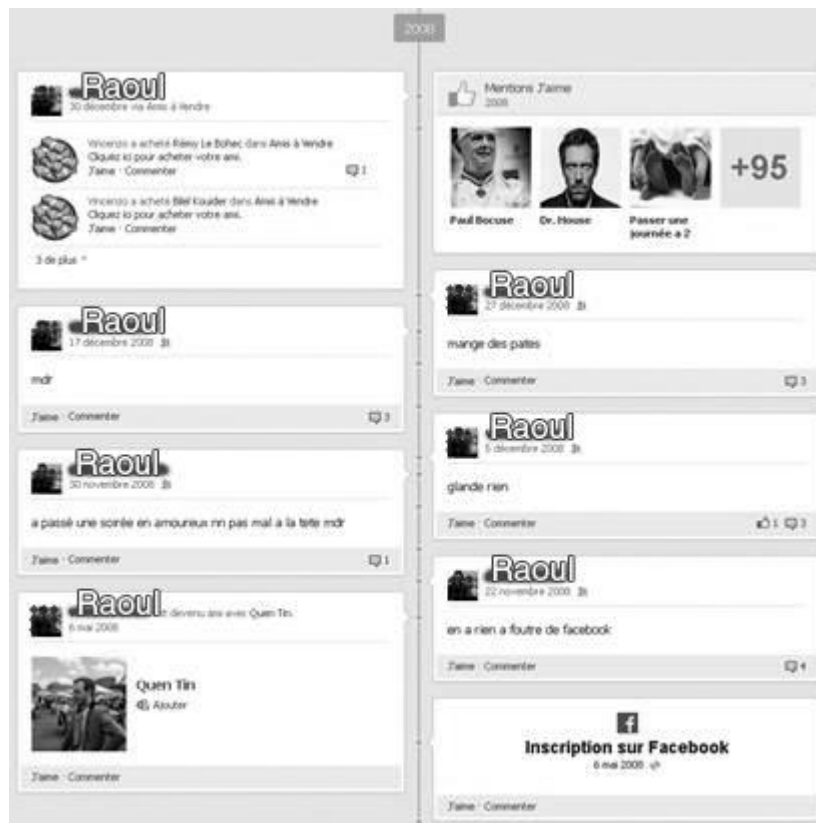 2008
Raoul
30 décembre via Amis à Vendre
Vincenzo a acheté Rémy Le Bohec dans Amis à Vendre
Cliquez ici pour acheter votre ami.
J'aime · Commenter 1
Vincenzo a acheté Bilel Kouider dans Amis à Vendre
Cliquez ici pour acheter votre ami.
J'aime · Commenter
3 de plus
Raoul
17 décembre 2008
mdr
J'aime · Commenter 3
Raoul
30 novembre 2008
a passé une soirée en amoureux nn pas mal a la tete mdr
J'aime · Commenter 1
Raoul
est devenu ami avec Quen Tin.
6 mai 2008
Quen Tin
Ajouter
J'aime · Commenter
Mentions J'aime
2008
+95
Paul Bocuse
Dr. House
Passer une
journée a 2
Raoul
27 décembre 2008
mange des pates
J'aime · Commenter 3
Raoul
5 décembre 2008
glande rien
J'aime · Commenter 1 3
Raoul
22 novembre 2008
en a rien a foutre de facebook
J'aime · Commenter 4
f
Inscription sur Facebook
6 mai 2008
J'aime · Commenter